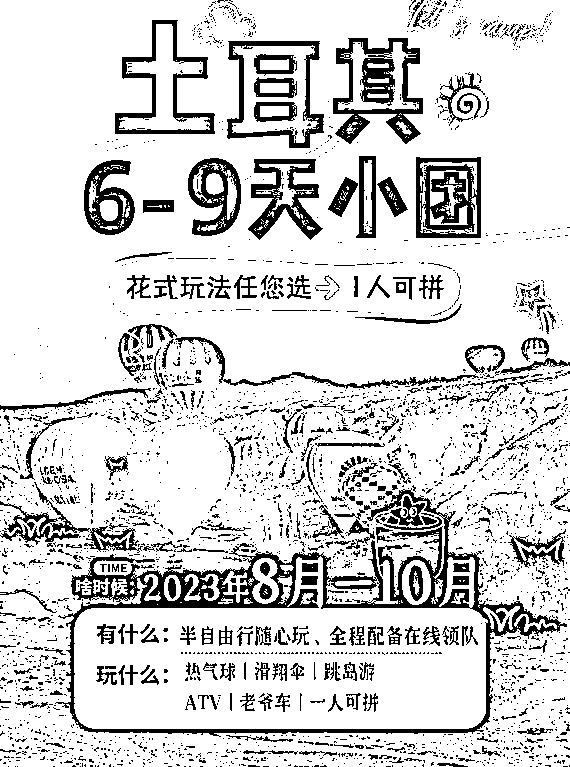 土耳其
6-9天小团
花式玩法任您选 1人可拼
TIME
啥时候: 2023年8月—10月
有什么: 半自由行随心玩、全程配备在线领队
玩什么: 热气球 | 滑翔伞 | 跳岛游
ATV | 老爷车 | 一人可拼